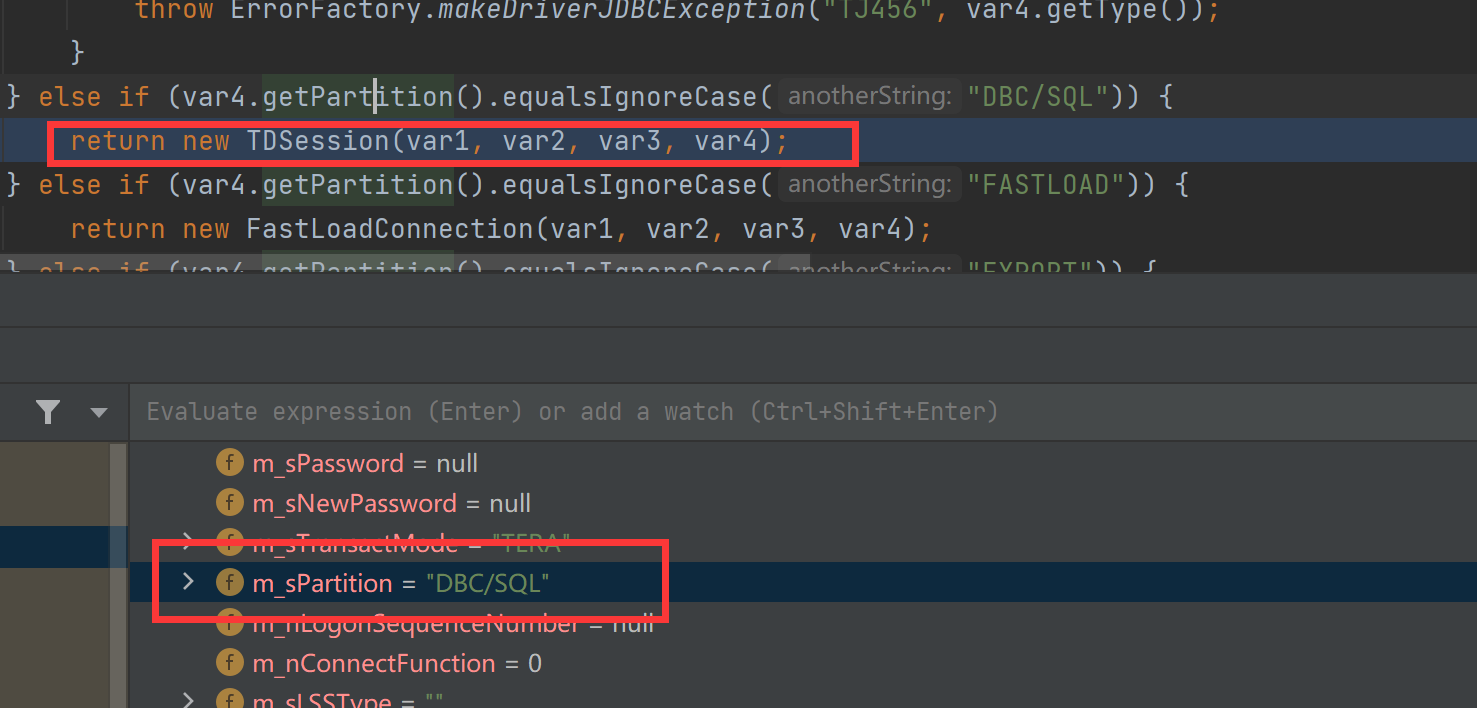 throw ErrorFactory.makeDriverJDBCException("TJ456", var4.getType());
}
} else if (var4.getPartition().equalsIgnoreCase( anotherString: "DBC/SQL")) {
return new TDSession(var1, var2, var3, var4);
} else if (var4.getPartition().equalsIgnoreCase( anotherString: "FASTLOAD")) {
return new FastLoadConnection(var1, var2, var3, var4);
} else if (var4.getPartition().equalsIgnoreCase( anotherString: "EXPORT")) {
Evaluate expression (Enter) or add a watch (Ctrl+Shift+Enter)
f m_sPassword = null
f m_sNewPassword = null
f m_sTransactMode = "TERA"
f m_sPartition = "DBC/SQL"
f m_nLogonSequenceNumber = null
f m_nConnectFunction = 0
f m_sLSSType = ""